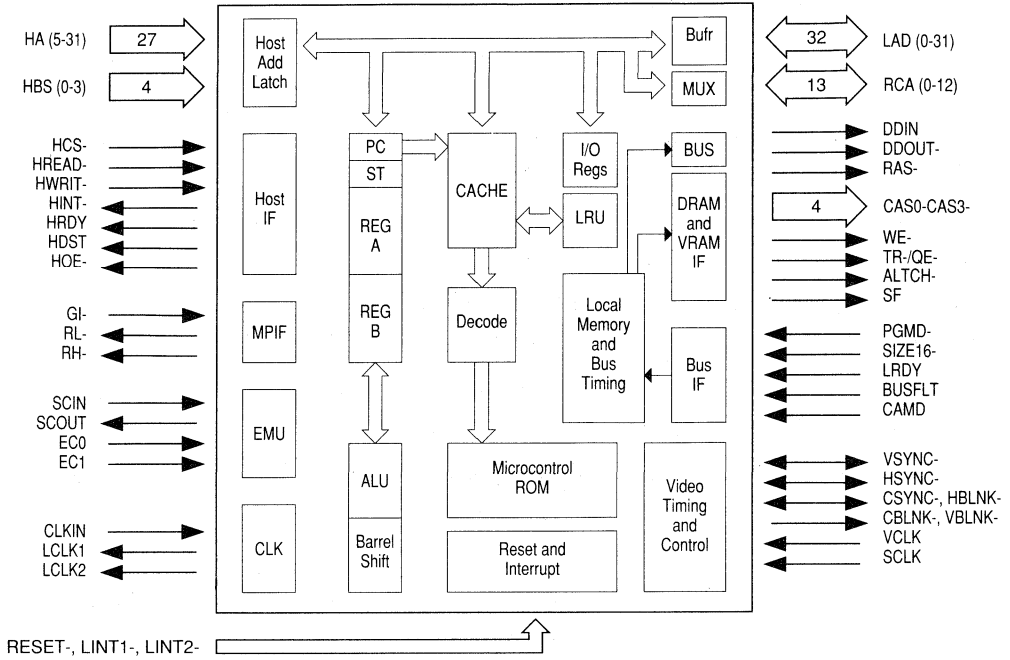 HA (5-31)
27
HBS (0-3)
4
HCS-
HREAD-
HWRIT-
HINT-
HRDY
HDST
HOE-
GI-
RL-
RH-
SCIN
SCOUT
EC0
EC1
CLKIN
LCLK1
LCLK2
RESET-, LINT1-, LINT2-
Host
Add
Latch
Host
IF
MPIF
EMU
CLK
PC
ST
REG
A
REG
B
ALU
Barrel
Shift
CACHE
Decode
Microcontrol
ROM
Reset and
Interrupt
I/O
Regs
LRU
Local
Memory
and
Bus
Timing
Bufr
MUX
BUS
DRAM
and
VRAM
IF
Bus
IF
Video
Timing
and
Control
32
LAD (0-31)
13
RCA (0-12)
DDIN
DDOUT-
RAS-
4
CAS0-CAS3-
WE-
TR-/QE-
ALTCH-
SF
PGMD-
SIZE16-
LRDY
BUSFLT
CAMD
VSYNC-
HSYNC-
CSYNC-, HBLNK-
CBLNK-, VBLNK-
VCLK
SCLK